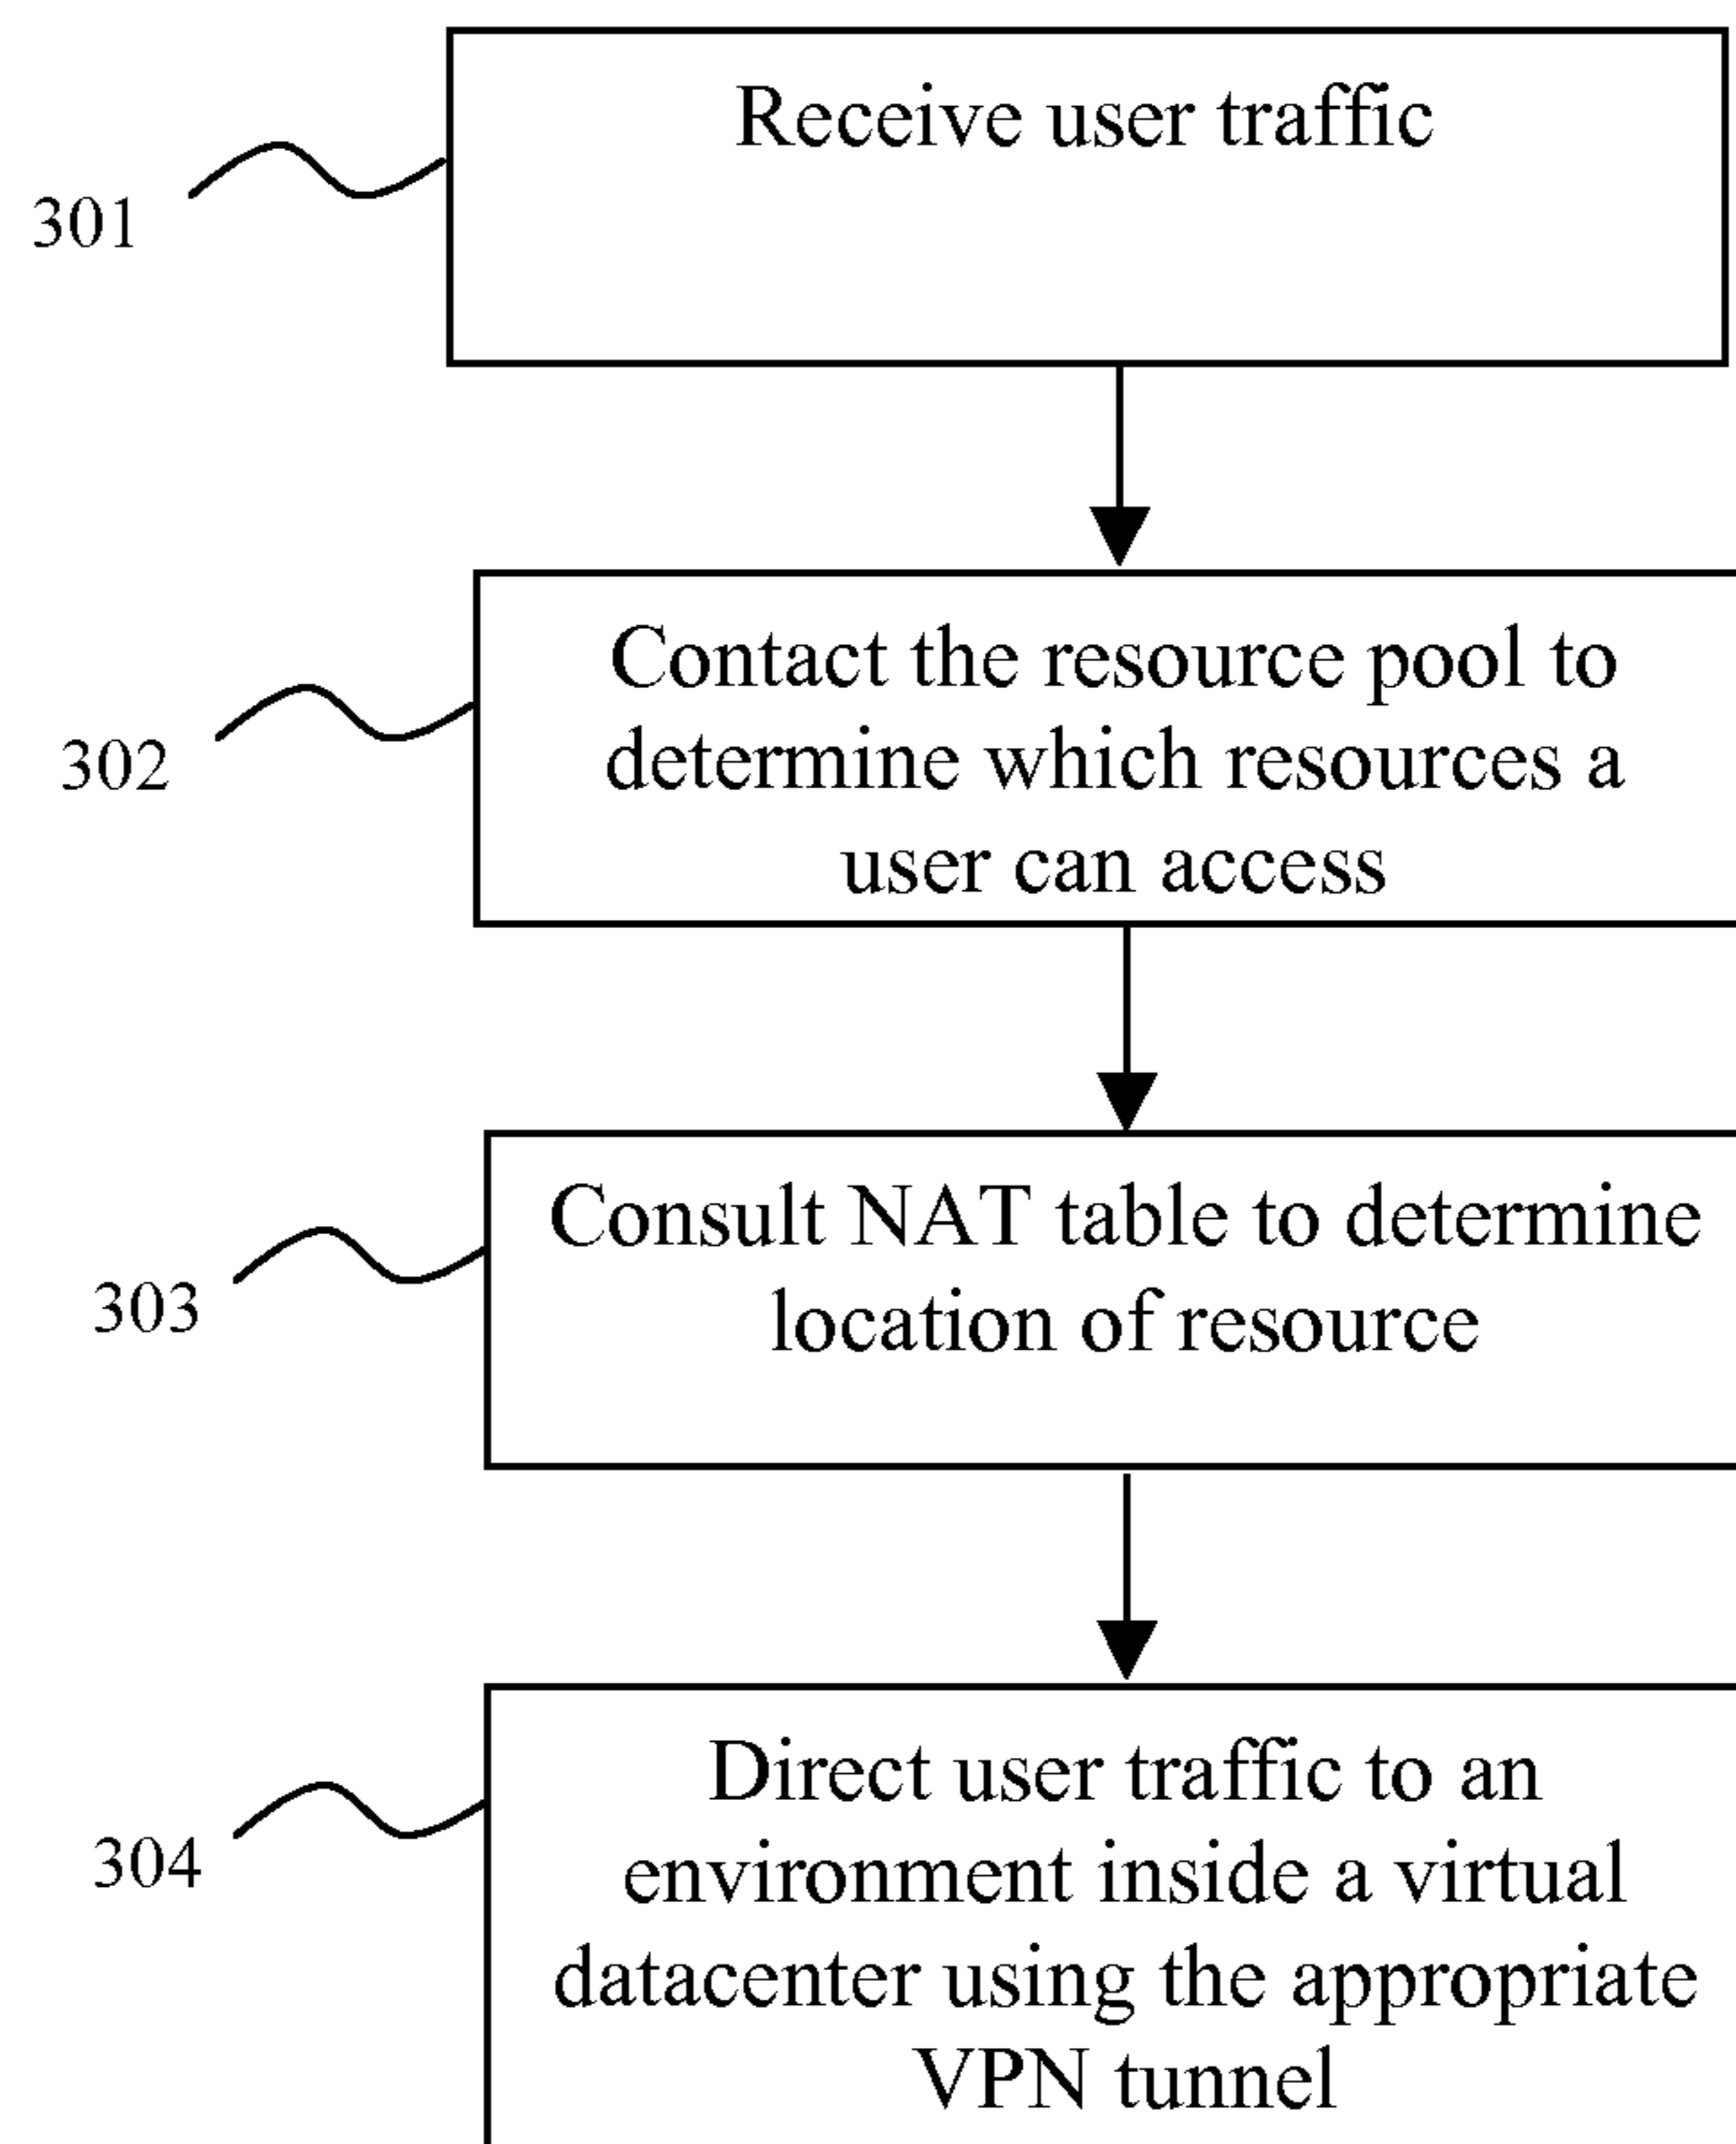 Receive user traffic
301
Contact the resource pool to
determine which resources a
user can access
302
Consult NAT table to determine
location of resource
303
Direct user traffic to an
environment inside a virtual
datacenter using the appropriate
VPN tunnel
304